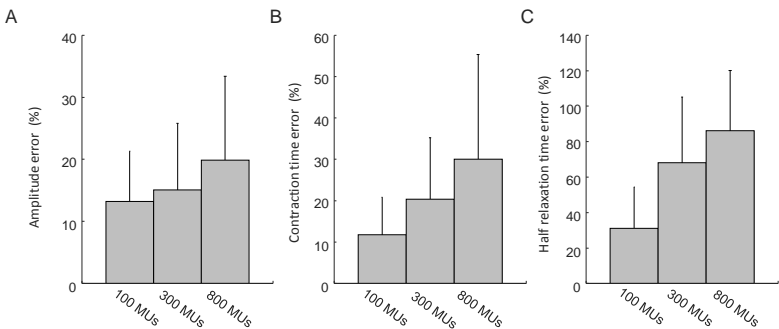 A
Amplitude error (%)
40
30
20
10
0
100 MUs
300 MUs
800 MUs
B
Contraction time error (%)
60
50
40
30
20
10
0
100 MUs
300 MUs
800 MUs
C
Half relaxation time error (%)
140
120
100
80
60
40
20
0
100 MUs
300 MUs
800 MUs